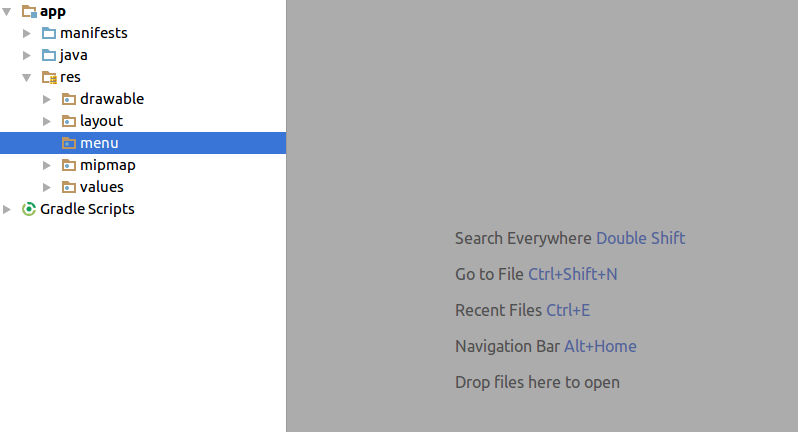 app
manifests
java
res
drawable
layout
menu
mipmap
values
Gradle Scripts
Search Everywhere Double Shift
Go to File Ctrl+Shift+N
Recent Files Ctrl+E
Navigation Bar Alt+Home
Drop files here to open